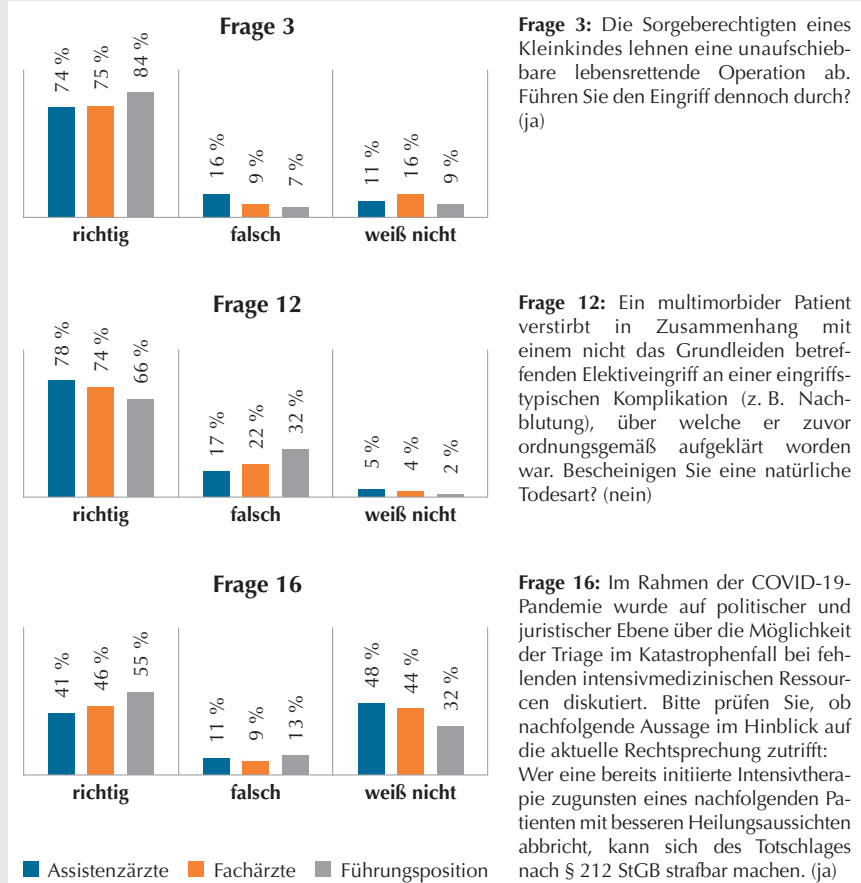 Frage 3
74 %
75 %
84 %
16 %
9 %
7 %
11 %
16 %
9 %
richtig
falsch
weiß nicht
Frage 3: Die Sorgeberechtigten eines
Kleinkindes lehnen eine unaufschieb-
bare lebensrettende Operation ab.
Führen Sie den Eingriff dennoch durch?
(ja)
Frage 12
78 %
74 %
66 %
17 %
22 %
32 %
5 %
4 %
2 %
richtig
falsch
weiß nicht
Frage 12: Ein multimorbider Patient
verstirbt in Zusammenhang mit
einem nicht das Grundleiden betref-
fenden Elektiveingriff an einer eingriffs-
typischen Komplikation (z. B. Nach-
blutung), über welche er zuvor
ordnungsgemäß aufgeklärt worden
war. Bescheinigen Sie eine natürliche
Todesart? (nein)
Frage 16
41 %
46 %
55 %
11 %
9 %
13 %
48 %
44 %
32 %
richtig
falsch
weiß nicht
Frage 16: Im Rahmen der COVID-19-
Pandemie wurde auf politischer und
juristischer Ebene über die Möglichkeit
der Triage im Katastrophenfall bei feh-
lenden intensivmedizinischen Ressour-
cen diskutiert. Bitte prüfen Sie, ob
nachfolgende Aussage im Hinblick auf
die aktuelle Rechtsprechung zutrifft:
Wer eine bereits initiierte Intensivthera-
pie zugunsten eines nachfolgenden Pa-
tienten mit besseren Heilungsaussichten
abbricht, kann sich des Totschlages
nach § 212 StGB strafbar machen. (ja)
Assistenzärzte
Fachärzte
Führungsposition